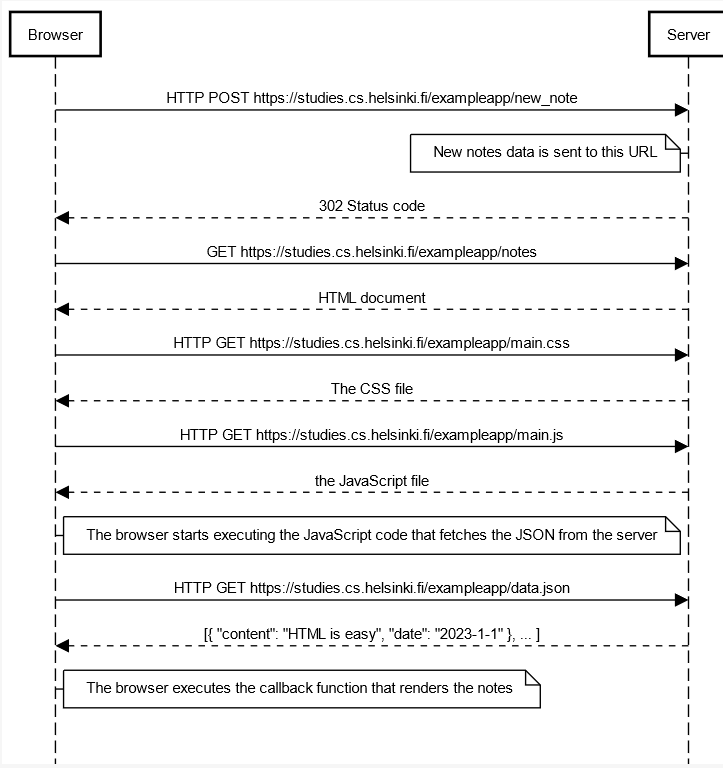 Browser
Server
HTTP POST https://studies.cs.helsinki.fi/exampleapp/new_note
New notes data is sent to this URL
302 Status code
GET https://studies.cs.helsinki.fi/exampleapp/notes
HTML document
HTTP GET https://studies.cs.helsinki.fi/exampleapp/main.css
The CSS file
HTTP GET https://studies.cs.helsinki.fi/exampleapp/main.js
the JavaScript file
The browser starts executing the JavaScript code that fetches the JSON from the server
HTTP GET https://studies.cs.helsinki.fi/exampleapp/data.json
[{ "content": "HTML is easy", "date": "2023-1-1" }, ... ]
The browser executes the callback function that renders the notes